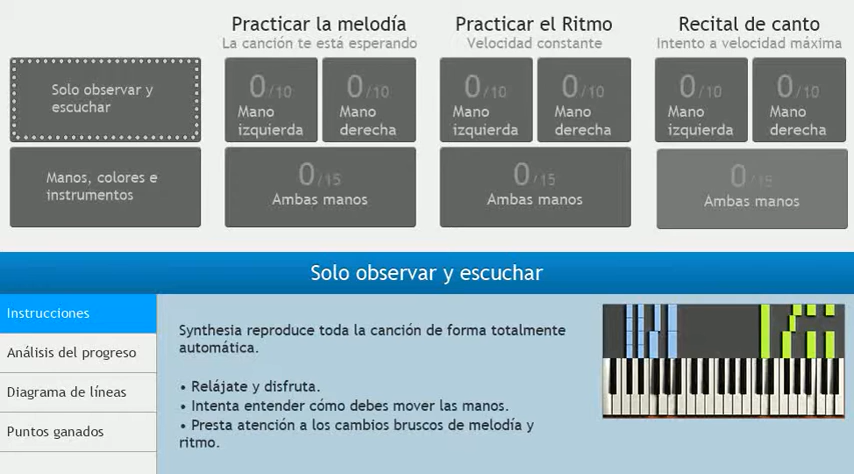 Practicar la melodía
La canción te está esperando
Practicar el Ritmo
Velocidad constante
Recital de canto
Intento a velocidad máxima
Solo observar y
escuchar
0/10
Mano
izquierda
0/10
Mano
derecha
0/10
Mano
izquierda
0/10
Mano
derecha
0/10
Mano
izquierda
0/10
Mano
derecha
Manos, colores e
instrumentos
0/15
Ambas manos
0/15
Ambas manos
0/15
Ambas manos
Solo observar y escuchar
Instrucciones
Análisis del progreso
Diagrama de líneas
Puntos ganados
Synthesia reproduce toda la canción de forma totalmente
automática.
• Relájate y disfruta.
• Intenta entender cómo debes mover las manos.
• Presta atención a los cambios bruscos de melodía y
ritmo.